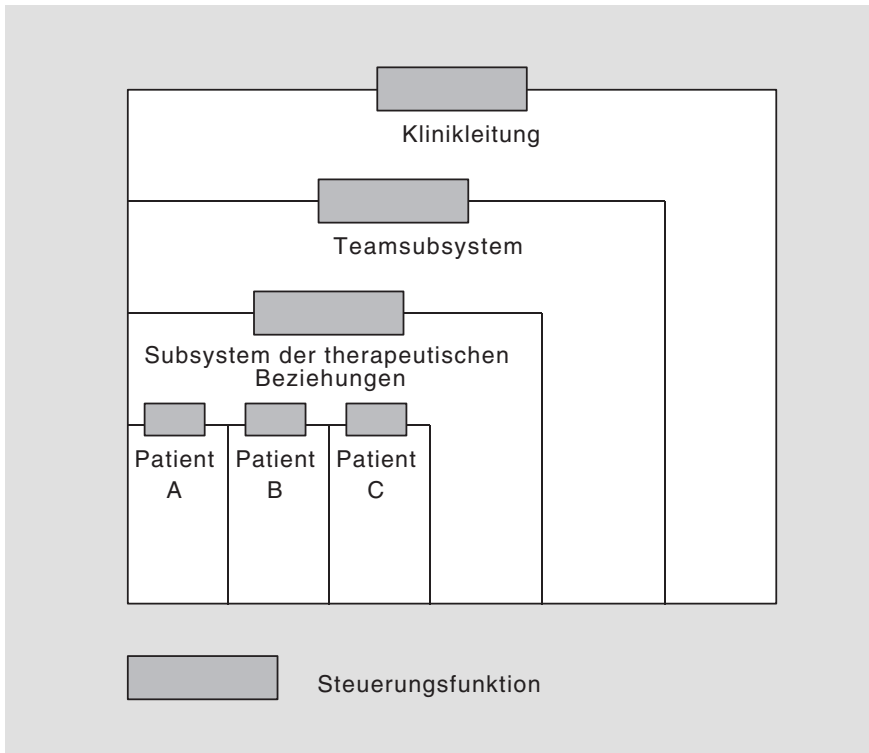 Klinikleitung
Teamsubsystem
Subsystem der therapeutischen
Beziehungen
Patient Patient Patient
A B C
Steuerungsfunktion